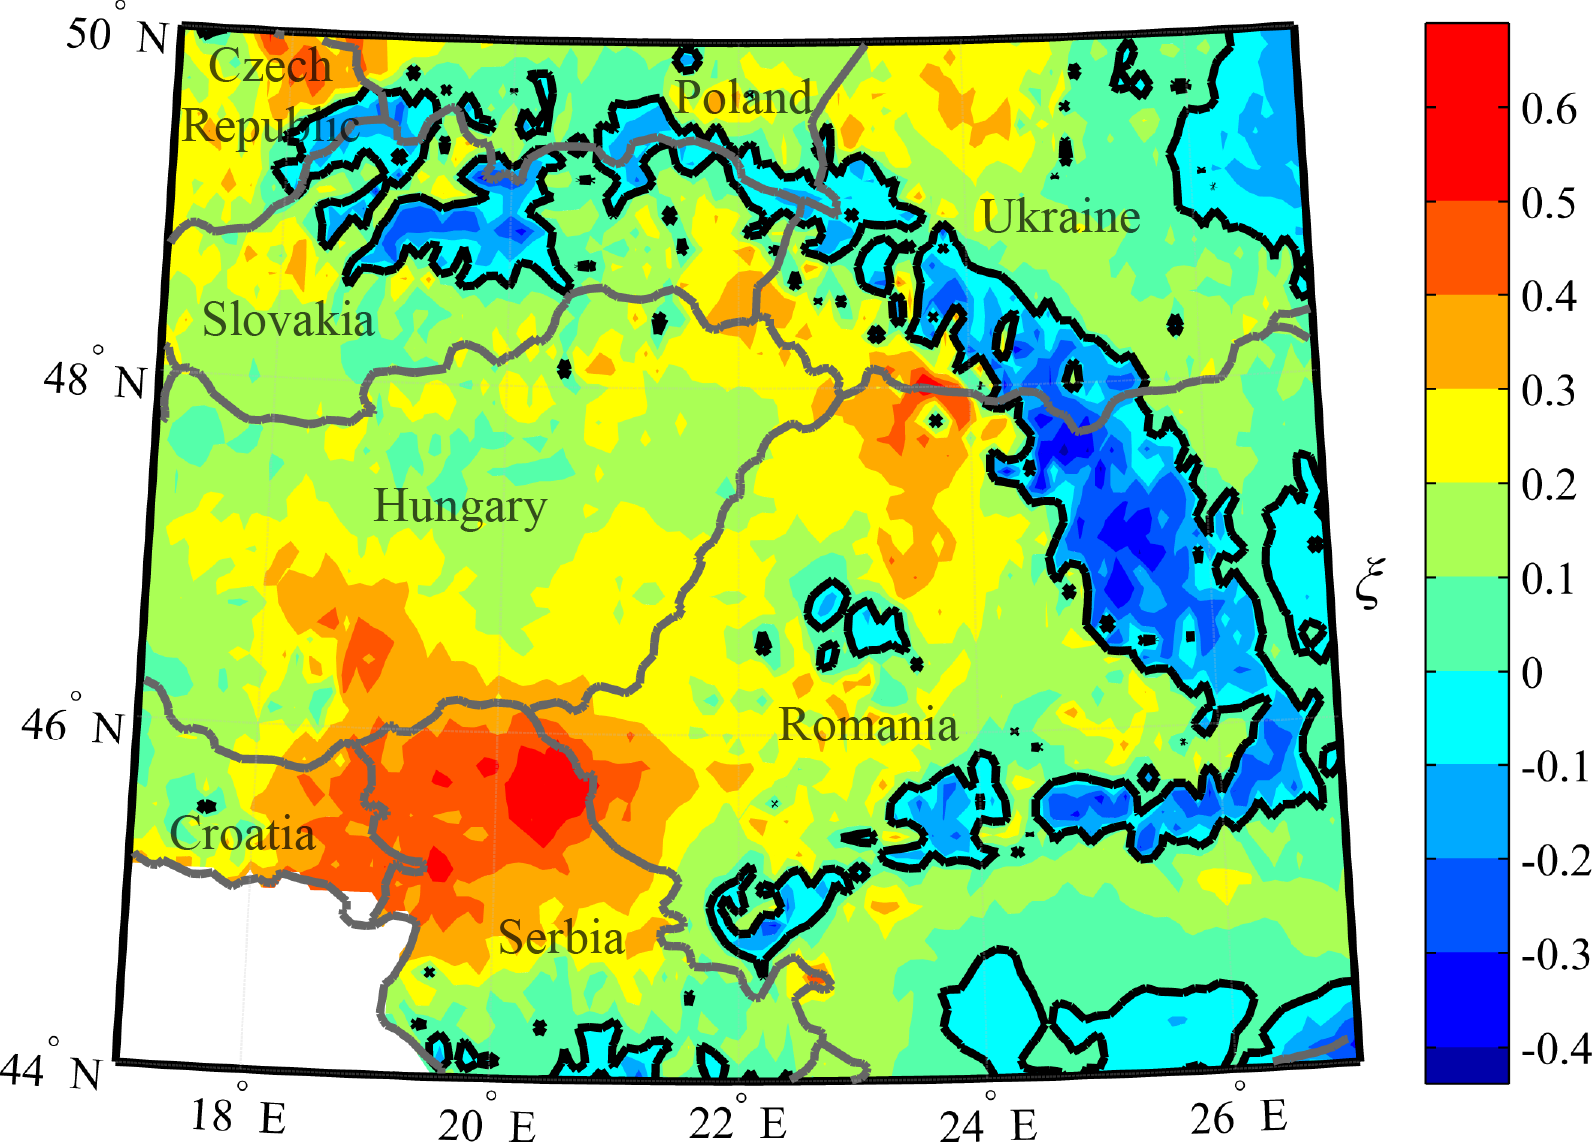 50° N
Czech
Republic
Poland
Ukraine
Slovakia
48° N
Hungary
46° N
Romania
Croatia
Serbia
44° N
18° E
20° E
22° E
24° E
26° E
0.6
0.5
0.4
0.3
0.2
0.1
0
-0.1
-0.2
-0.3
-0.4
ζ